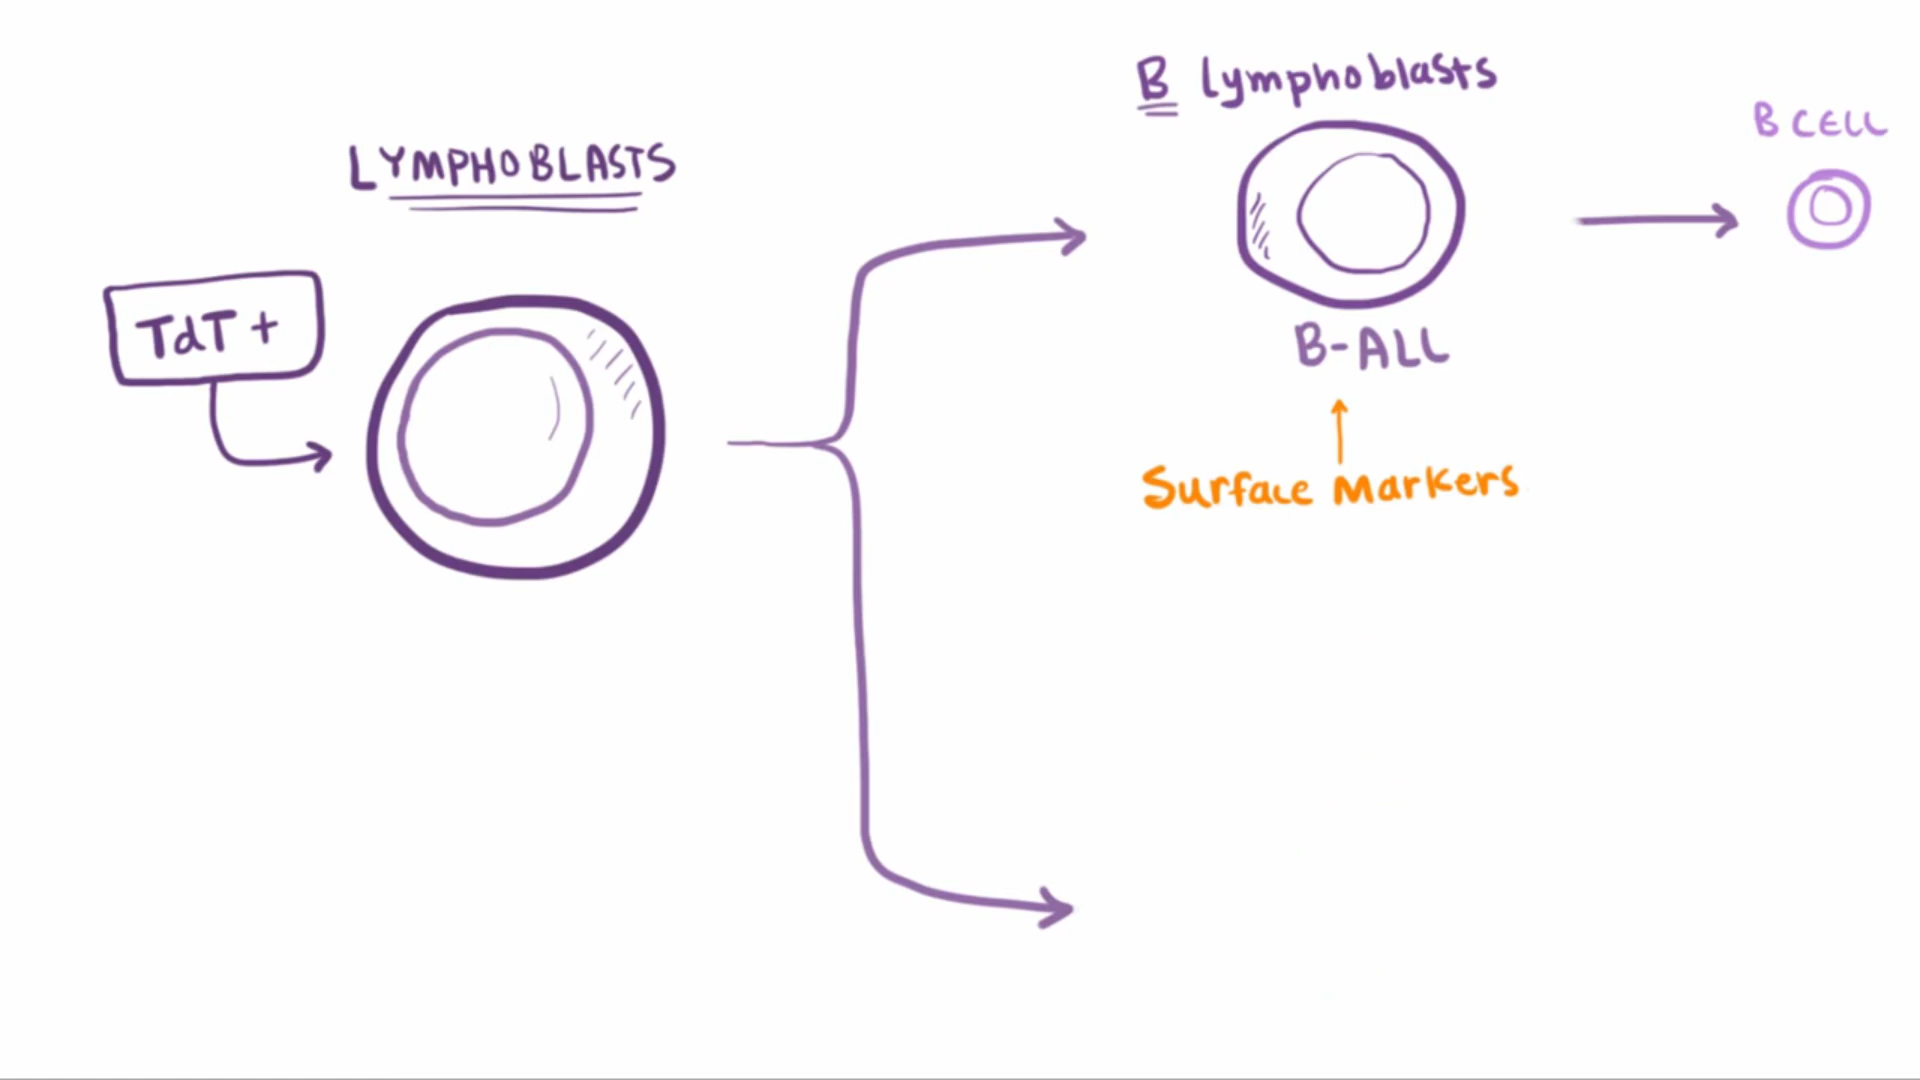 LYMPHOBLASTS
TdT +
B lymphoblasts
B-ALL
Surface markers
B CELL